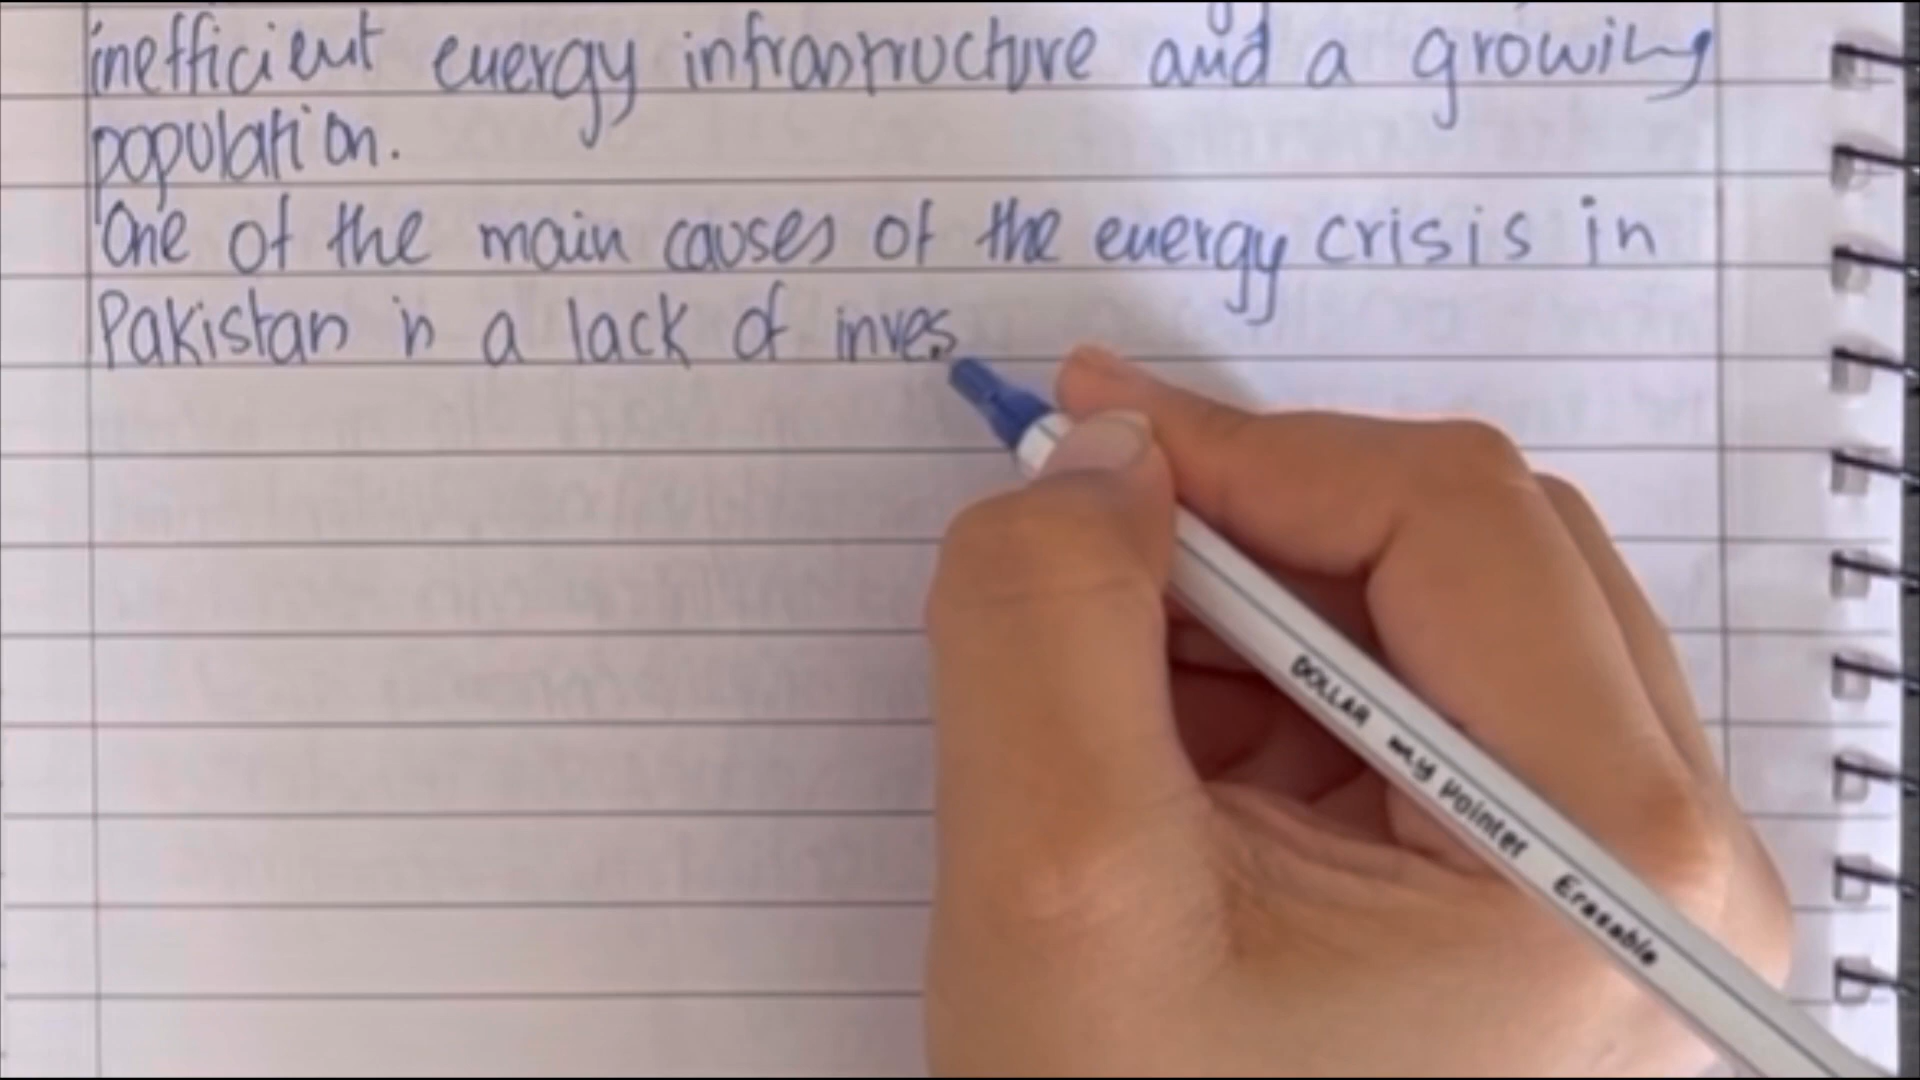 inefficient energy infrastructure and a growing
population.
One of the main causes of the energy crisis in
Pakistan is a lack of inves
DOLLAR my Pointer Erasable